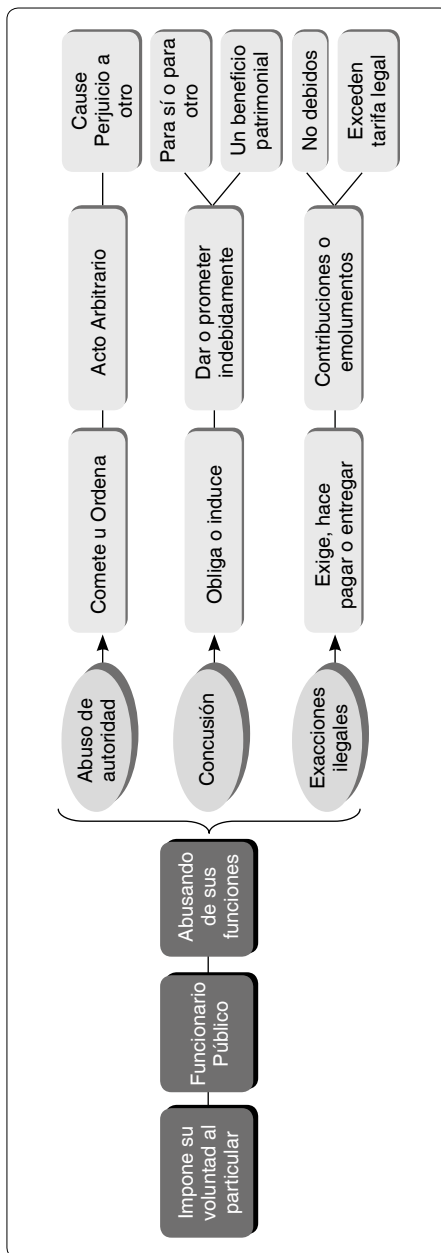 Impone su
voluntad al
particular
Funcionario
Público
Abusando
de sus
funciones
Abuso de
autoridad
Comete u Ordena
Acto Arbitrario
Cause
Perjuicio a
otro
Concusión
Obliga o induce
Dar o prometer
indebidamente
Para sí o para
otro
Un beneficio
patrimonial
Exacciones
ilegales
Exige, hace
pagar o entregar
Contribuciones o
emolumentos
No debidos
Exceden
tarifa legal